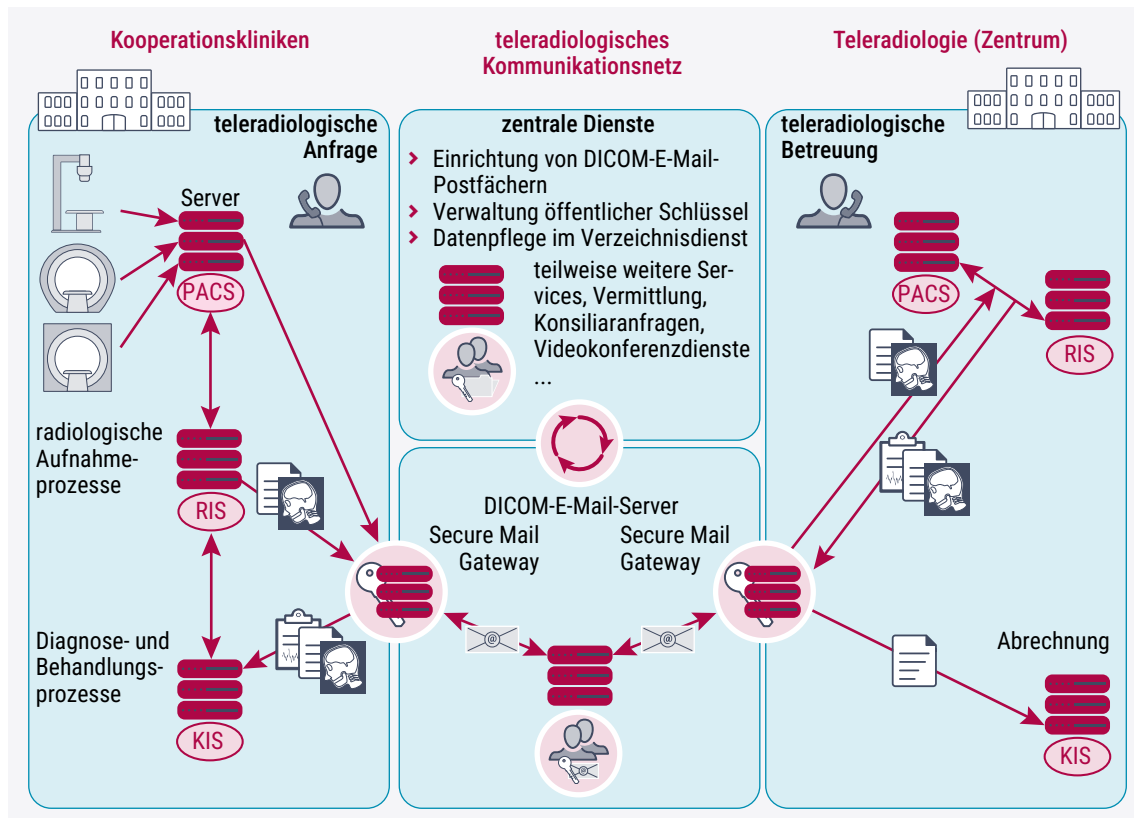 Kooperationskliniken
teleradiologische
Anfrage
Server
PACS
radiologische
Aufnahme-
prozesse
RIS
Diagnose- und
Behandlungs-
prozesse
KIS
teleradiologisches
Kommunikationsnetz
zentrale Dienste
Einrichtung von DICOM-E-Mail-
Postfächern
Verwaltung öffentlicher Schlüssel
Datenpflege im Verzeichnisdienst
teilweise weitere Ser-
vices, Vermittlung,
Konsiliaranfragen,
Videokonferenzdienste
...
DICOM-E-Mail-Server
Secure Mail
Gateway
Secure Mail
Gateway
@
@
Teleradiologie (Zentrum)
teleradiologische
Betreuung
PACS
RIS
Abrechnung
KIS